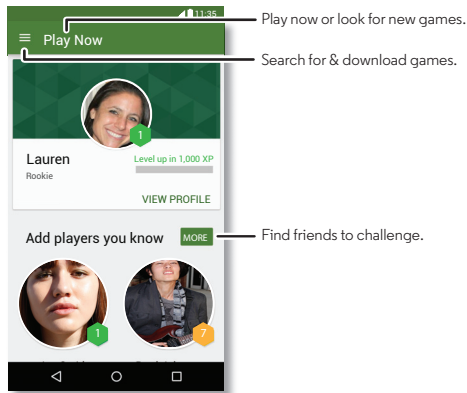 11:35
Play Now
Play now or look for new games.
Search for & download games.
1
Lauren
Level up in 1,000 XP
Rookie
VIEW PROFILE
Add players you know
MORE
Find friends to challenge.
1
7